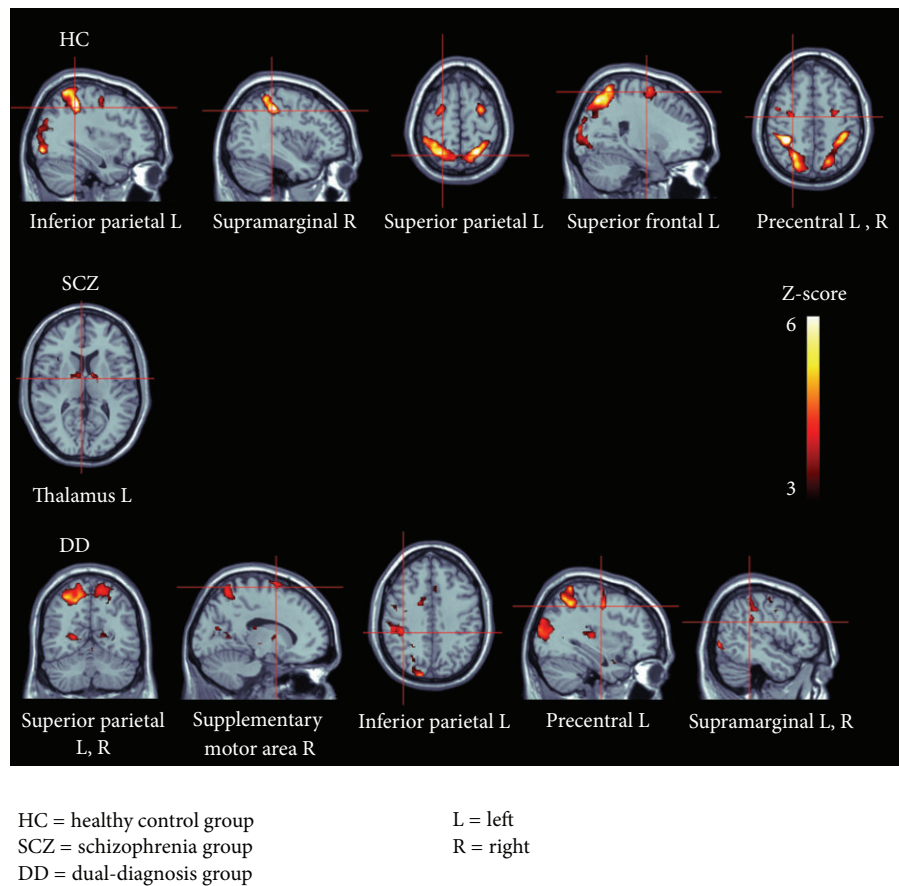 HC
Inferior parietal L
Supramarginal R
Superior parietal L
Superior frontal L
Precentral L , R
SCZ
Z-score
6
3
Thalamus L
DD
Superior parietal
L, R
Supplementary
motor area R
Inferior parietal L
Precentral L
Supramarginal L, R
HC = healthy control group
SCZ = schizophrenia group
DD = dual-diagnosis group
L = left
R = right